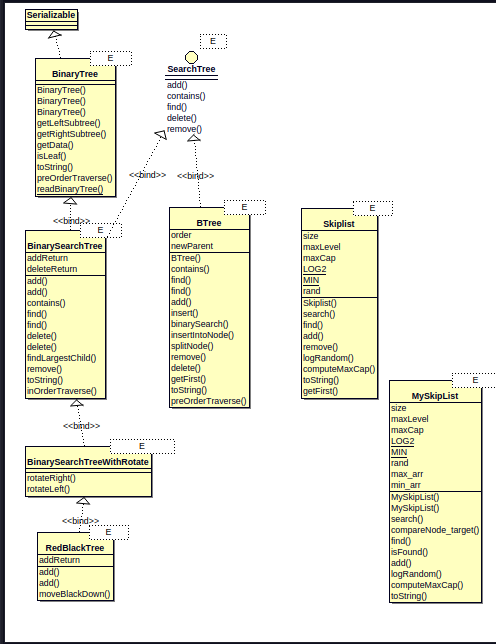 Serializable
E
BinaryTree
BinaryTree()
BinaryTree()
BinaryTree()
getLeftSubtree()
getRightSubtree()
getData()
isLeaf()
toString()
preOrderTraverse()
readBinaryTree()
E
SearchTree
add()
contains()
find()
delete()
remove()
<<bind>>
<<bind>>
<<bind>>
E
BinarySearchTree
addReturn
deleteReturn
add()
add()
contains()
find()
find()
delete()
delete()
findLargestChild()
remove()
toString()
inOrderTraverse()
<<bind>>
E
BinarySearchTreeWithRotate
rotateRight()
rotateLeft()
<<bind>>
E
RedBlackTree
addReturn
add()
add()
moveBlackDown()
E
BTree
order
newParent
BTree()
contains()
find()
find()
add()
insert()
binarySearch()
insertIntoNode()
splitNode()
remove()
delete()
getFirst()
toString()
preOrderTraverse()
E
Skiplist
size
maxLevel
maxCap
LOG2
MIN
rand
Skiplist()
search()
find()
add()
remove()
logRandom()
computeMaxCap()
toString()
getFirst()
E
MySkipList
size
maxLevel
maxCap
LOG2
MIN
rand
max_arr
min_arr
MySkipList()
MySkipList()
search()
compareNode_target()
find()
isFound()
add()
logRandom()
computeMaxCap()
toString()